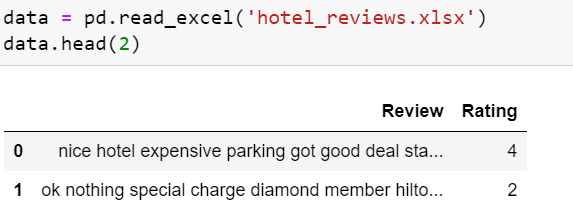 data = pd.read_excel('hotel_reviews.xlsx')
data.head(2)
Review Rating
0 nice hotel expensive parking got good deal sta... 4
1 ok nothing special charge diamond member hilto... 2